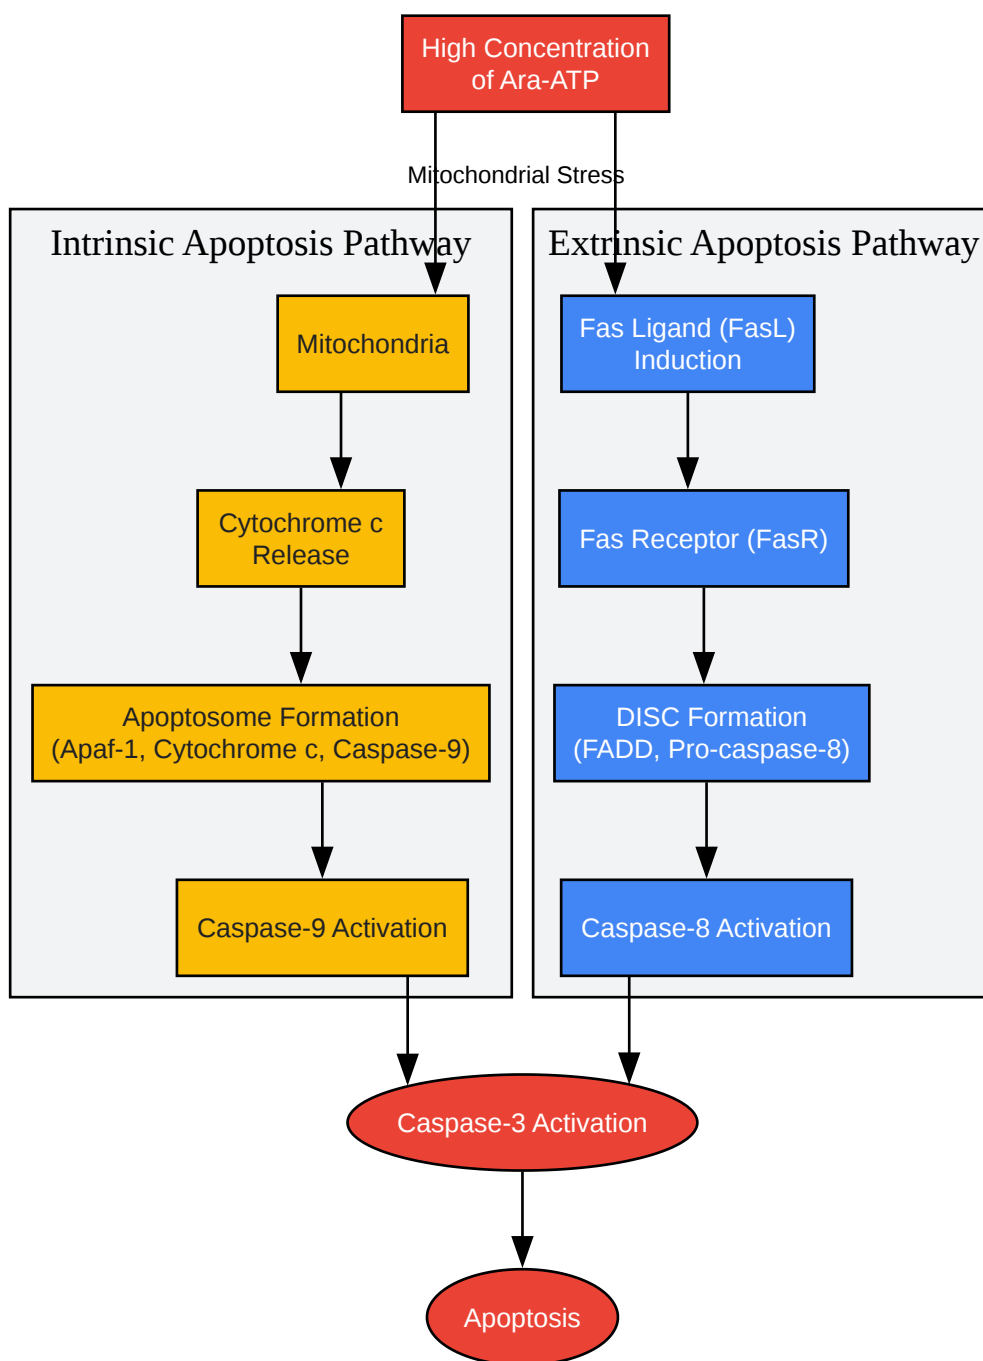 High Concentration
of Ara-ATP
Mitochondrial Stress
Intrinsic Apoptosis Pathway
Mitochondria
Cytochrome c
Release
Apoptosome Formation
(Apaf-1, Cytochrome c, Caspase-9)
Caspase-9 Activation
Extrinsic Apoptosis Pathway
Fas Ligand (FasL)
Induction
Fas Receptor (FasR)
DISC Formation
(FADD, Pro-caspase-8)
Caspase-8 Activation
Caspase-3 Activation
Apoptosis